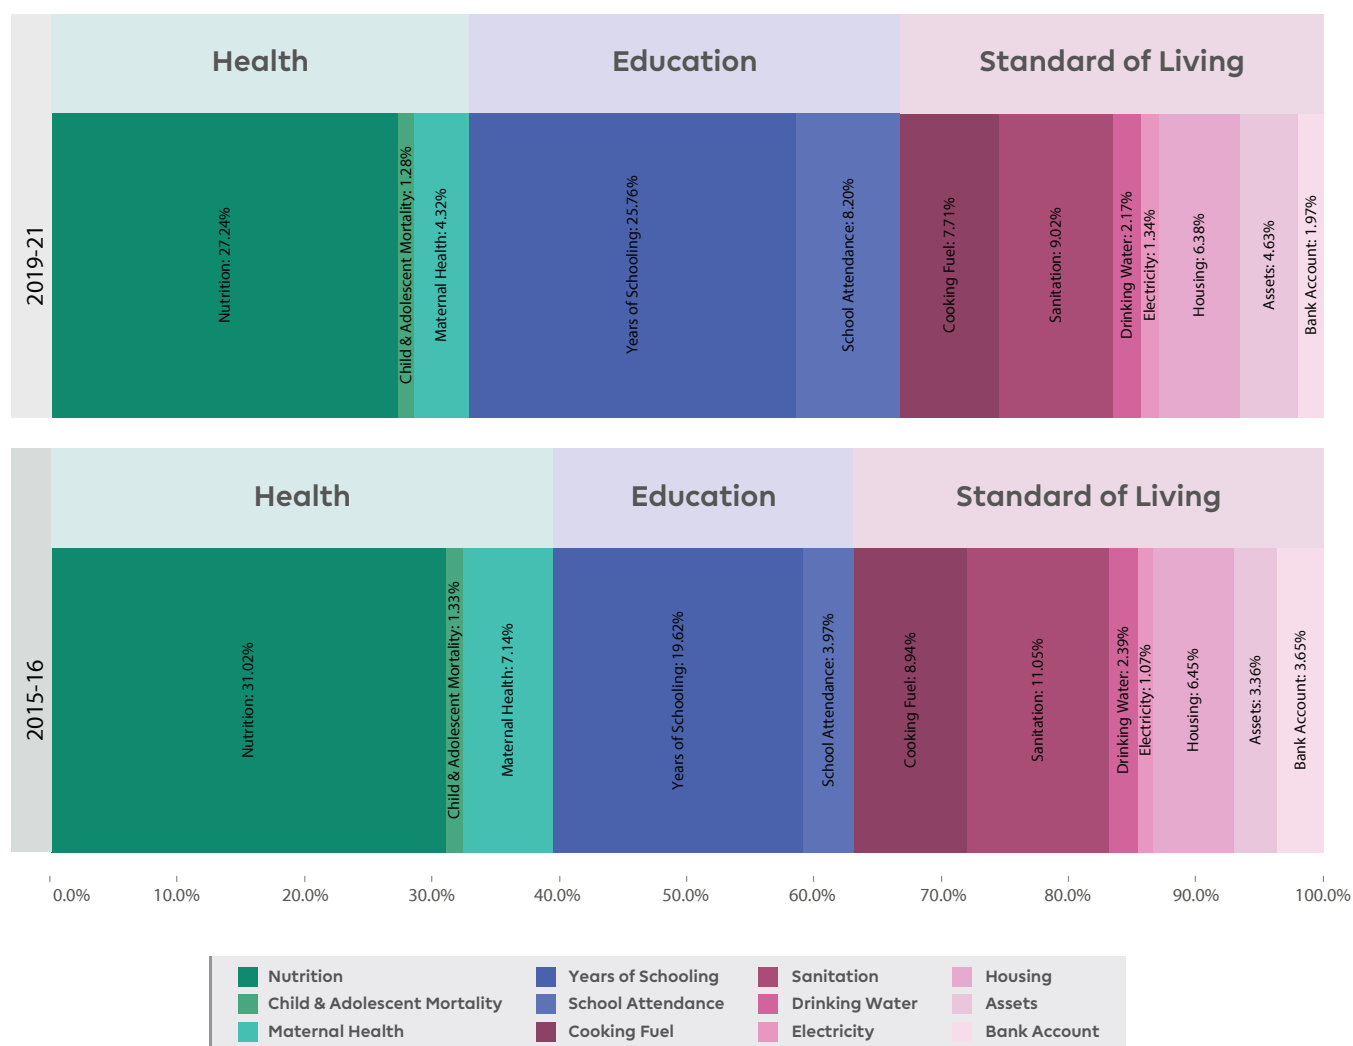 Health
Education
Standard of Living
2019-21
Nutrition: 27.24%
Child & Adolescent Mortality: 1.28%
Maternal Health: 4.32%
Years of Schooling: 25.76%
School Attendance: 8.20%
Cooking Fuel: 7.71%
Sanitation: 9.02%
Drinking Water: 2.17%
Electricity: 1.34%
Housing: 6.38%
Assets: 4.63%
Bank Account: 1.97%
Health
Education
Standard of Living
2015-16
Nutrition: 31.02%
Child & Adolescent Mortality: 1.33%
Maternal Health: 7.14%
Years of Schooling: 19.62%
School Attendance: 3.97%
Cooking Fuel: 8.94%
Sanitation: 11.05%
Drinking Water: 2.39%
Electricity: 1.07%
Housing: 6.45%
Assets: 3.36%
Bank Account: 3.65%
0.0% 10.0% 20.0% 30.0% 40.0% 50.0% 60.0% 70.0% 80.0% 90.0% 100.0%
Nutrition Years of Schooling Sanitation Housing
Child & Adolescent Mortality School Attendance Drinking Water Assets
Maternal Health Cooking Fuel Electricity Bank Account